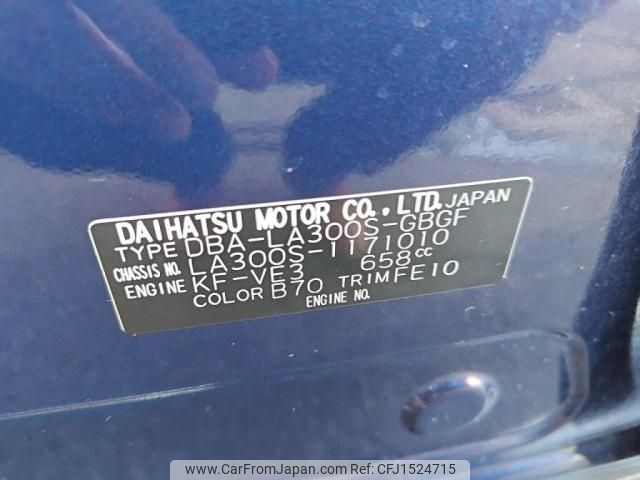 DAIHATSU MOTOR CO., LTD. JAPAN
TYPE DBA-LA300S-GBGF
CHASSIS NO. LA300S-1171010
ENGINE KF-VE3 658cc
COLOR B70 TRIM FE10
ENGINE NO.
www.carfromjapan.com - CFJ1524715